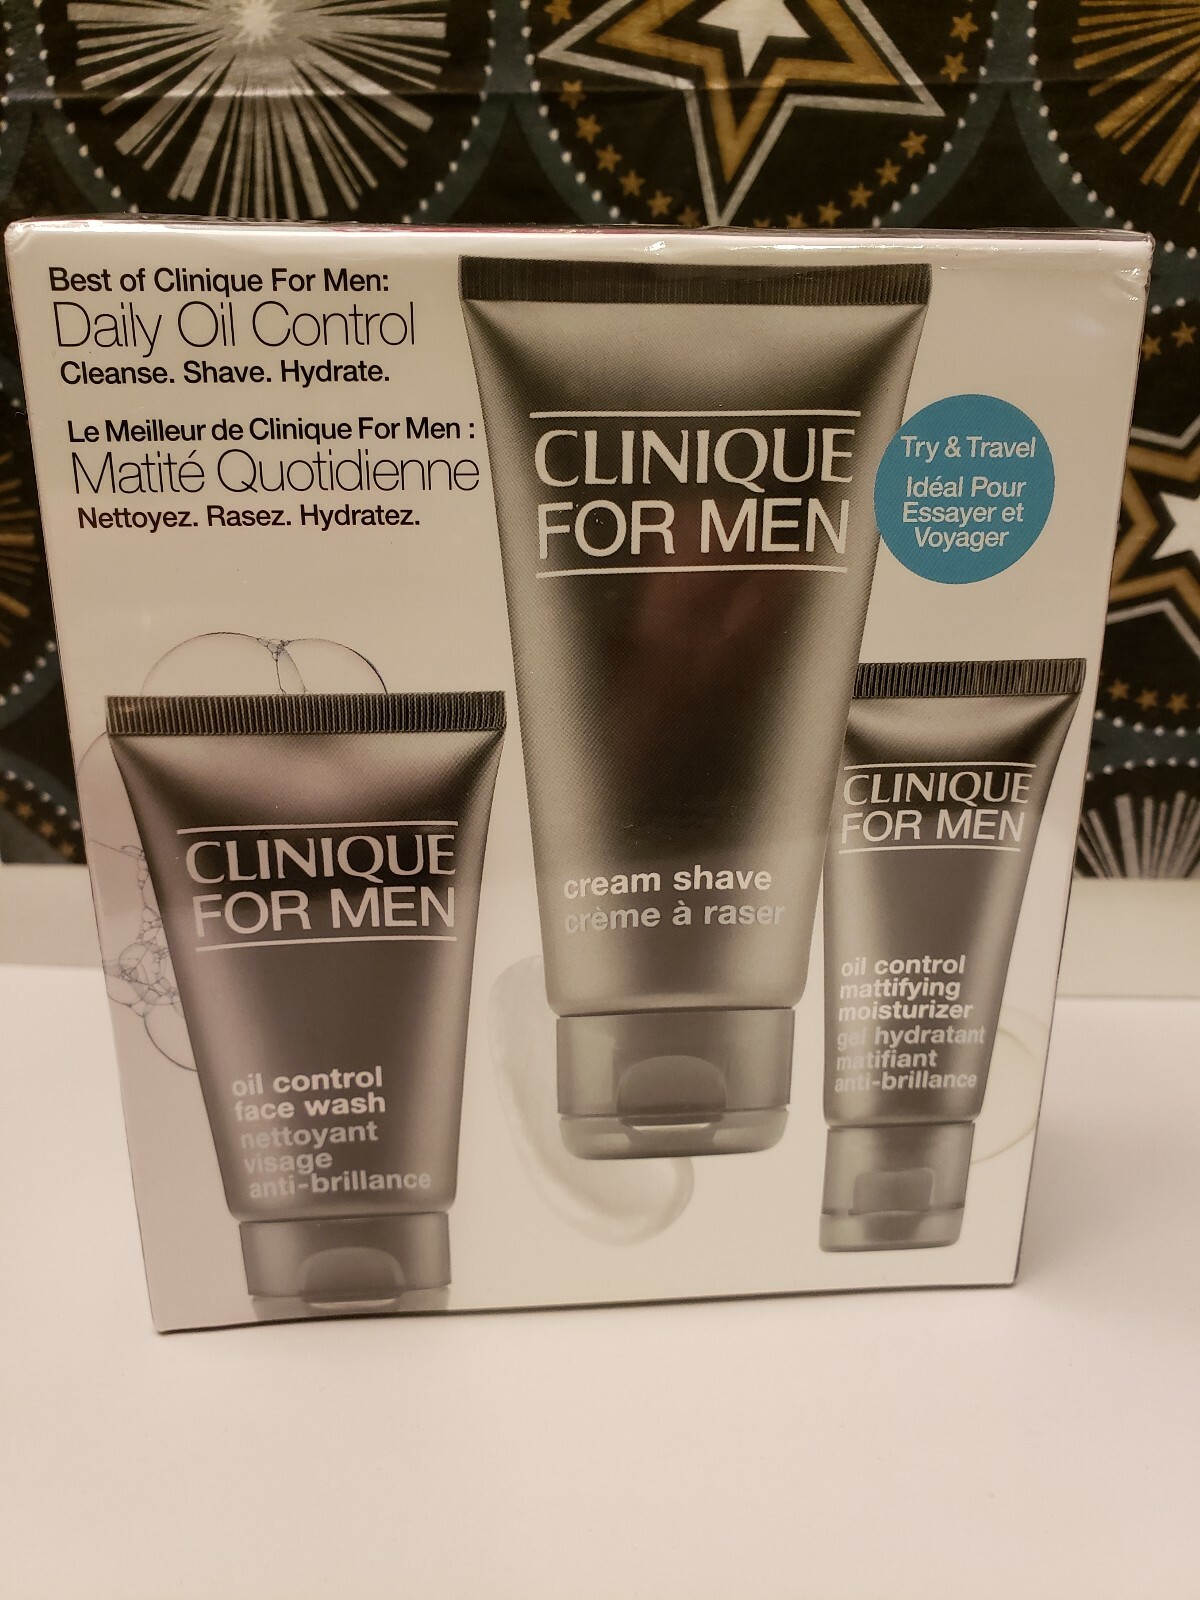 Best of Clinique For Men:
Daily Oil Control
Cleanse. Shave. Hydrate.
Le Meilleur de Clinique For Men :
Matité Quotidienne
Nettoyez. Rasez. Hydratez.
Try & Travel
Idéal Pour
Essayer et
Voyager
CLINIQUE
FOR MEN
cream shave
crème à raser
CLINIQUE
FOR MEN
oil control
face wash
nettoyant
visage
anti-brillance
CLINIQUE
FOR MEN
oil control
mattifying
moisturizer
gel hydratant
matifiant
anti-brillance